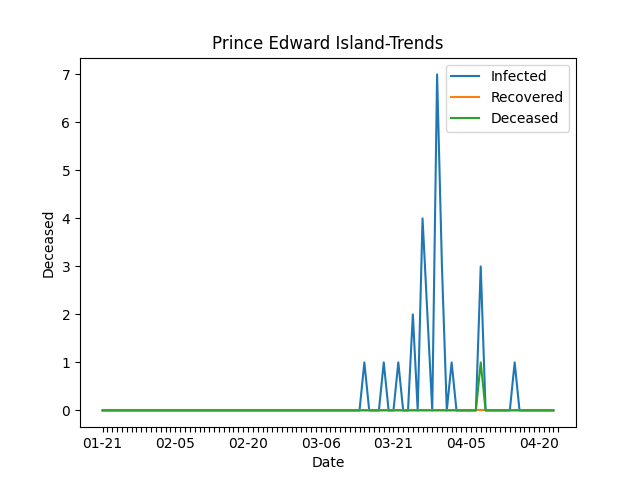 Prince Edward Island-Trends
Infected
Recovered
Deceased
7
6
5
4
3
2
1
0
Deceased
01-21 02-05 02-20 03-06 03-21 04-05 04-20
Date